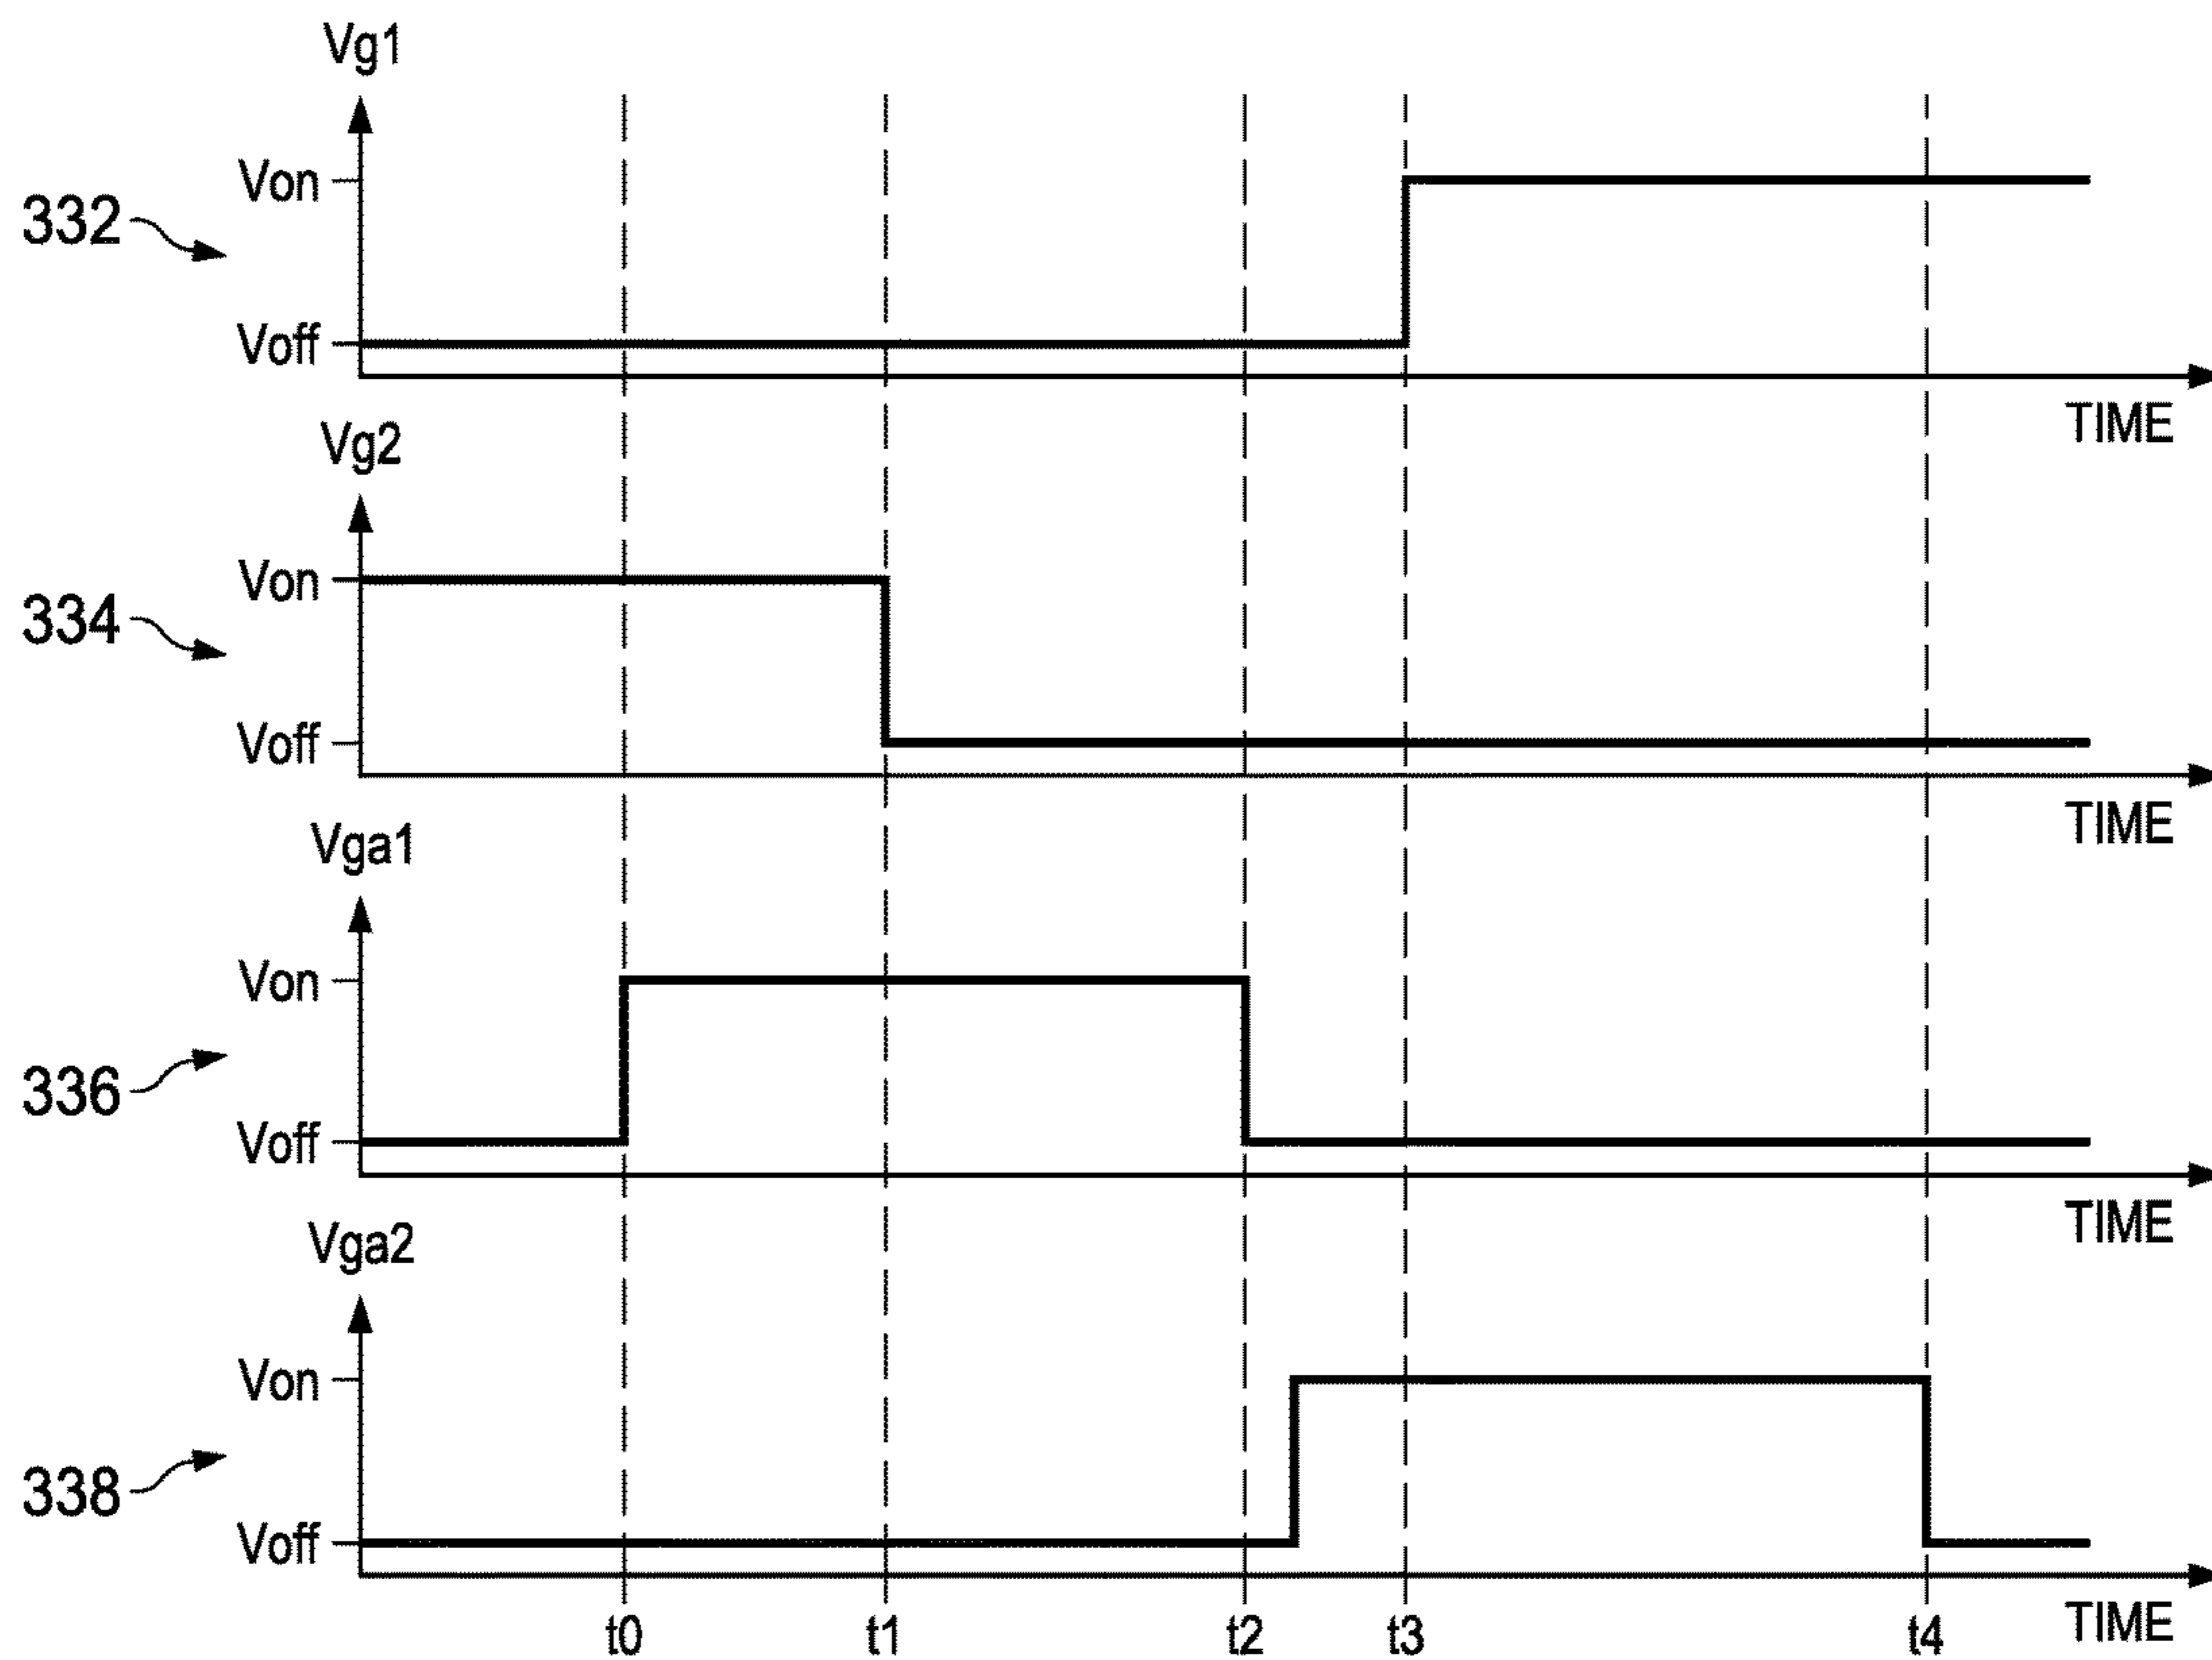 Vg1
Von
332
Voff
TIME
Vg2
Von
334
Voff
TIME
Vga1
Von
336
Voff
TIME
Vga2
Von
338
Voff
t0 t1 t2 t3 t4 TIME